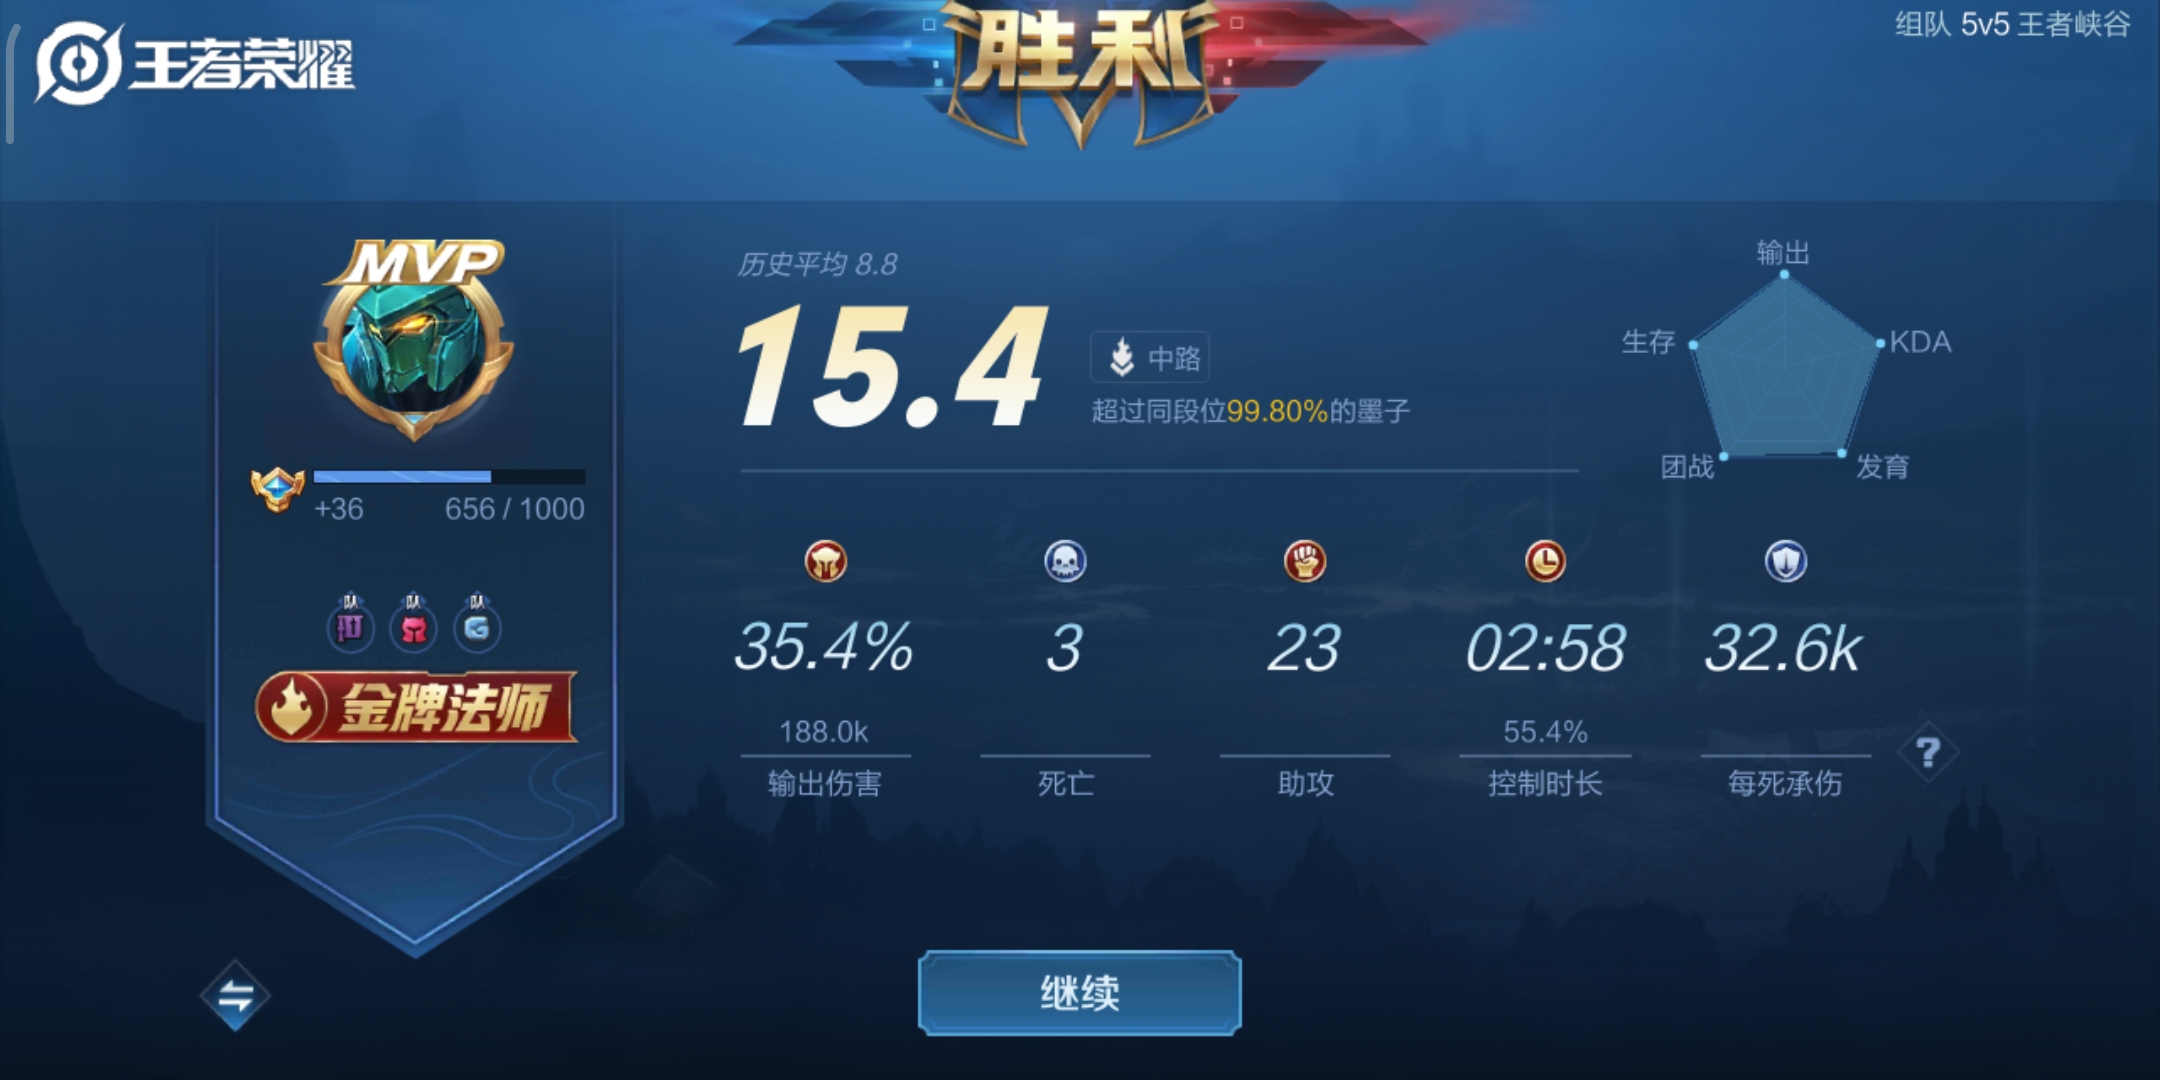 王者荣耀
胜利
组队 5v5 王者峡谷
MVP
+36
656 / 1000
队
队
队
金牌法师
历史平均 8.8
15.4
中路
超过同段位99.80%的墨子
输出
KDA
发育
团战
生存
35.4%
3
23
02:58
32.6k
188.0k
55.4%
输出伤害
死亡
助攻
控制时长
每死承伤
?
继续